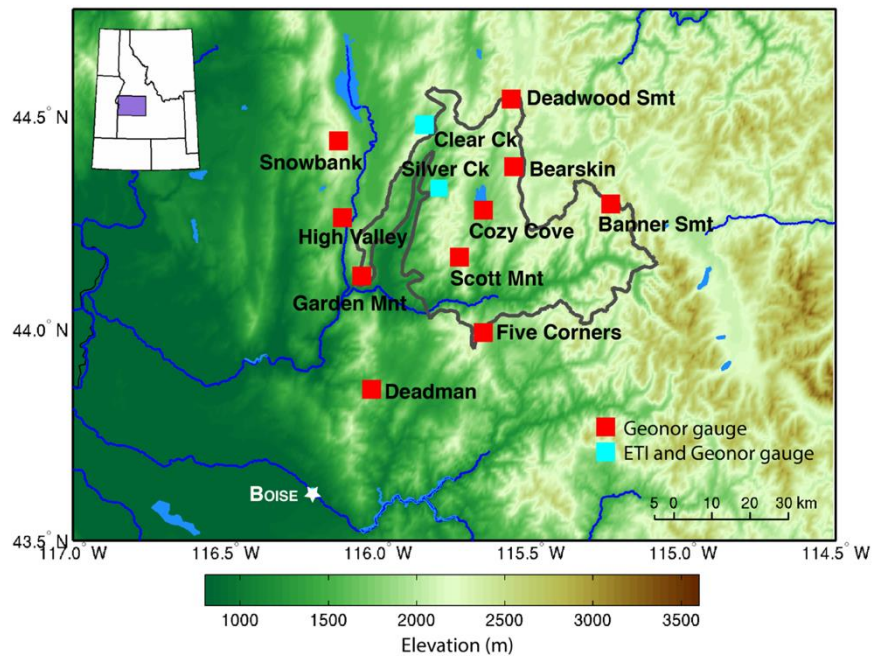 44.5° N
44.0° N
43.5° N
Deadwood Smt
Clear Ck
Snowbank
Silver Ck
Bearskin
High Valley
Cozy Cove
Banner Smt
Scott Mnt
Garden Mnt
Five Corners
Deadman
Geonor gauge
ETI and Geonor gauge
BOISE
5 0 10 20 30 km
117.0° W 116.5° W 116.0° W 115.5° W 115.0° W 114.5° W
1000 1500 2000 2500 3000 3500
Elevation (m)